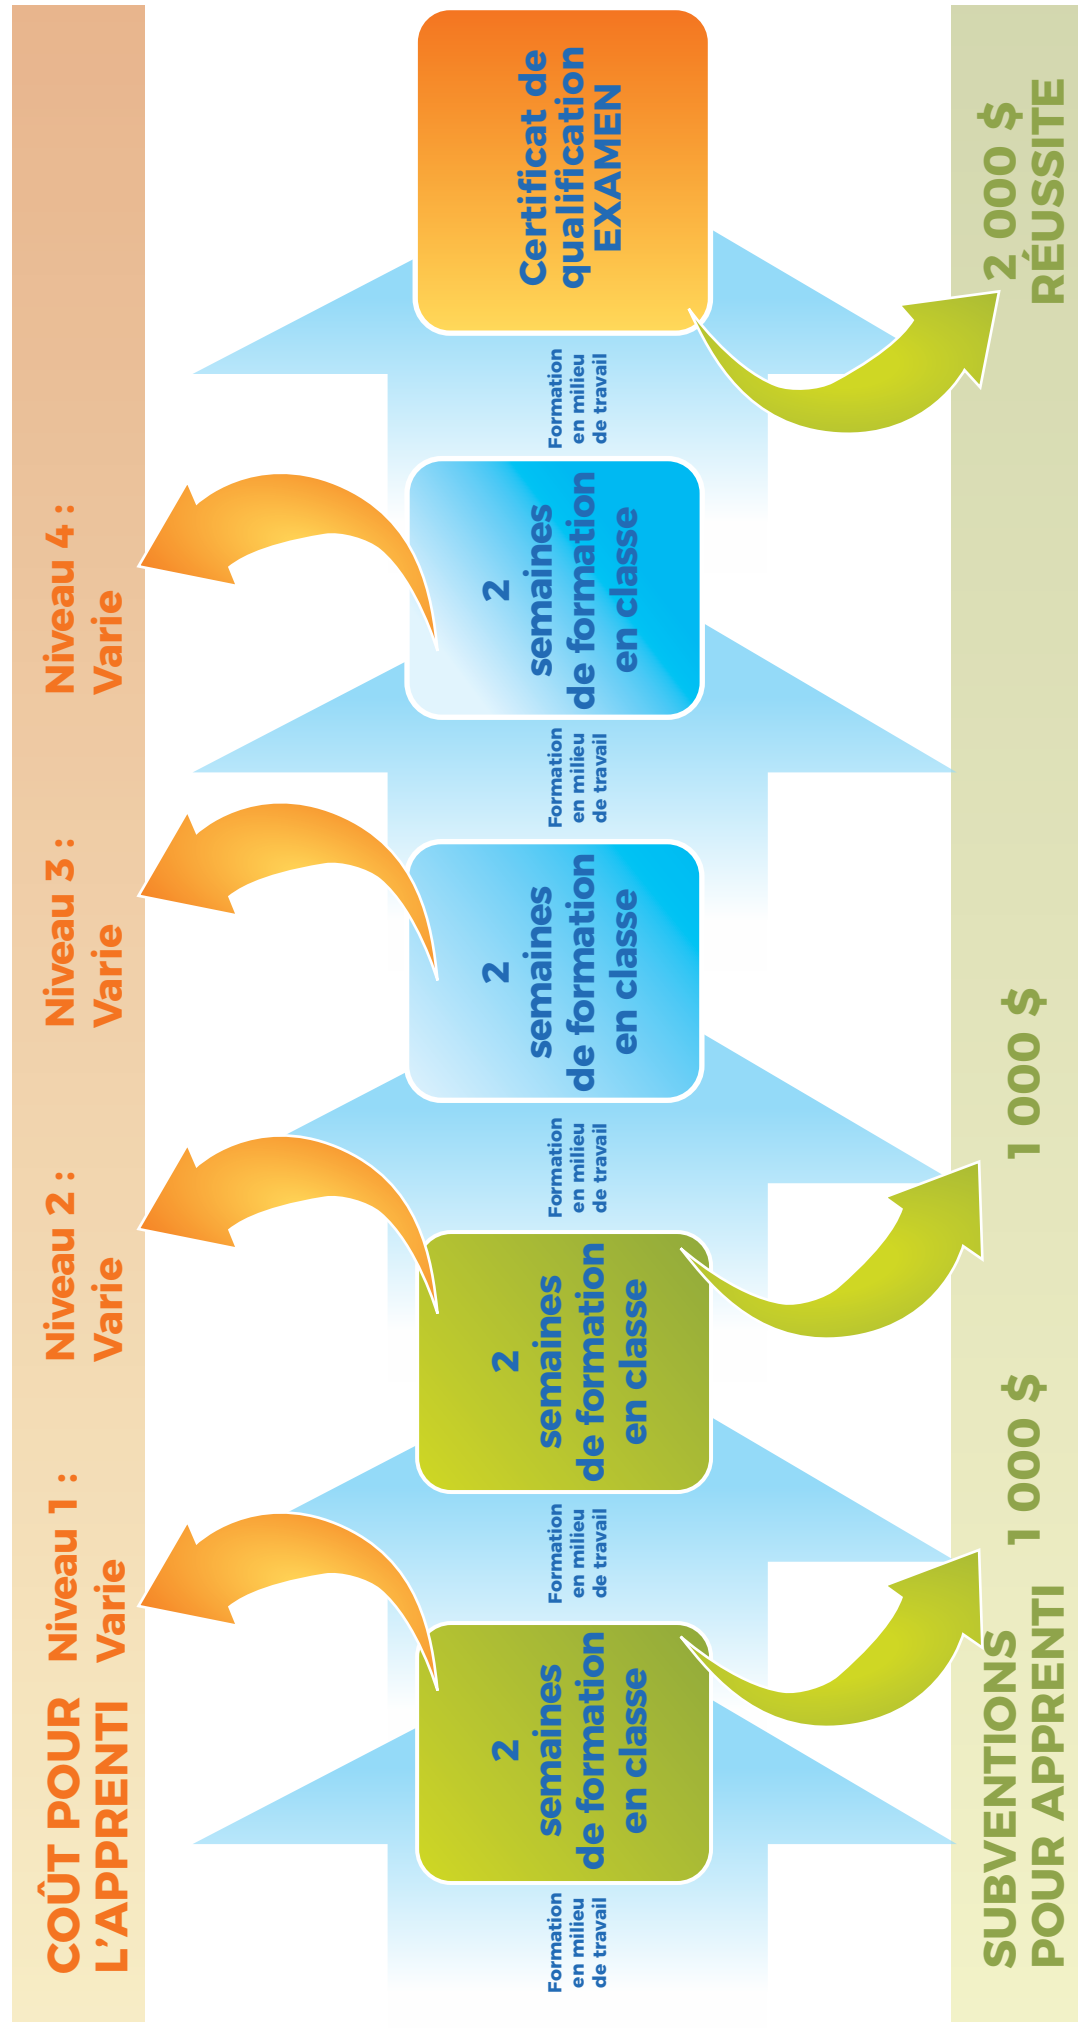 COÛT POUR
L'APPRENTI
Niveau 1 :
Varie
Niveau 2 :
Varie
Niveau 3 :
Varie
Niveau 4 :
Varie
Formation
en milieu
de travail
2
semaines
de formation
en classe
Formation
en milieu
de travail
2
semaines
de formation
en classe
Formation
en milieu
de travail
2
semaines
de formation
en classe
Formation
en milieu
de travail
2
semaines
de formation
en classe
Formation
en milieu
de travail
Certificat de
qualification
EXAMEN
SUBVENTIONS
POUR APPRENTI
1 000 $
1 000 $
2 000 $
RÉUSSITE